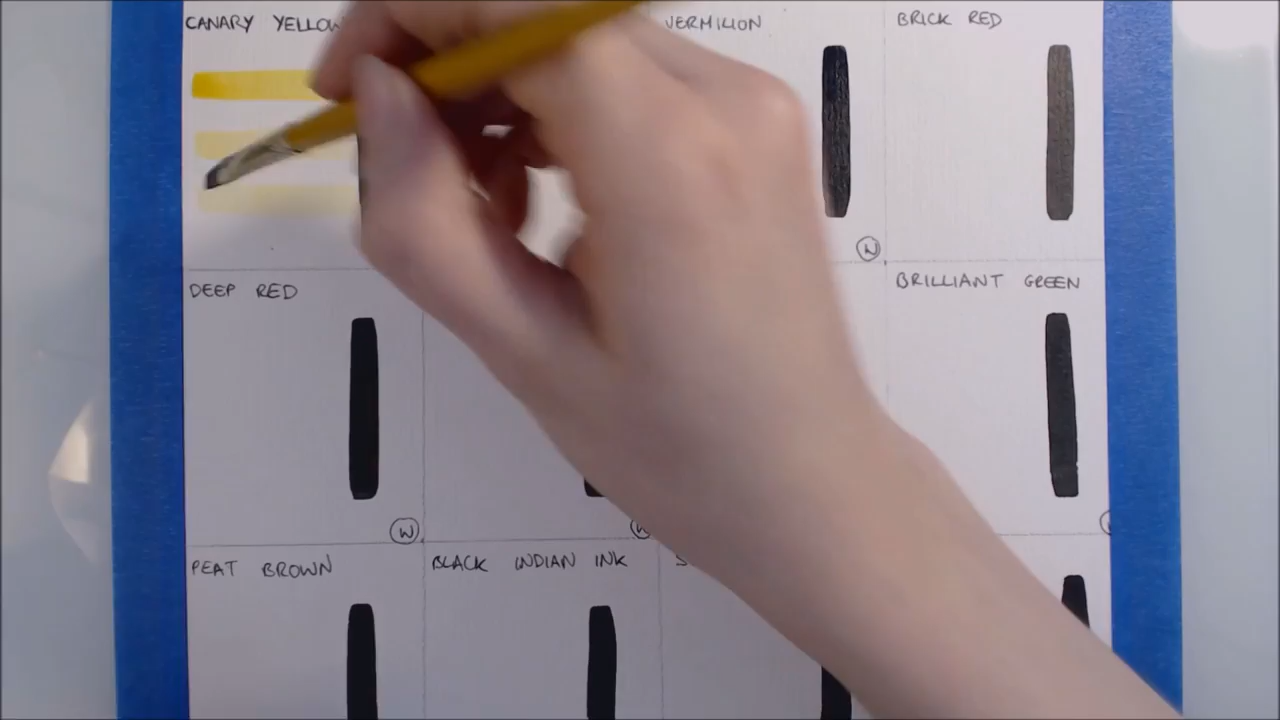 CANARY YELLOW
VERMILION
BRICK RED
W
DEEP RED
BRILLIANT GREEN
W
PEAT BROWN
BLACK INDIAN INK